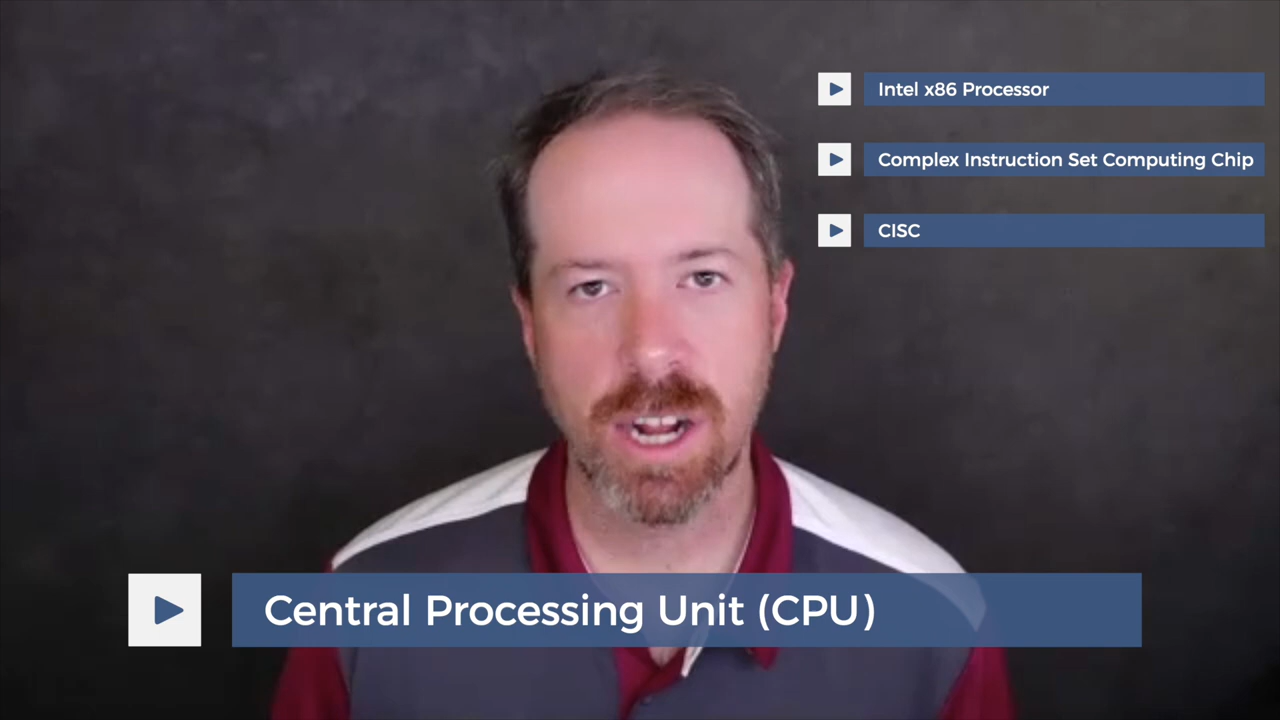 Intel x86 Processor
Complex Instruction Set Computing Chip
CISC
Central Processing Unit (CPU)